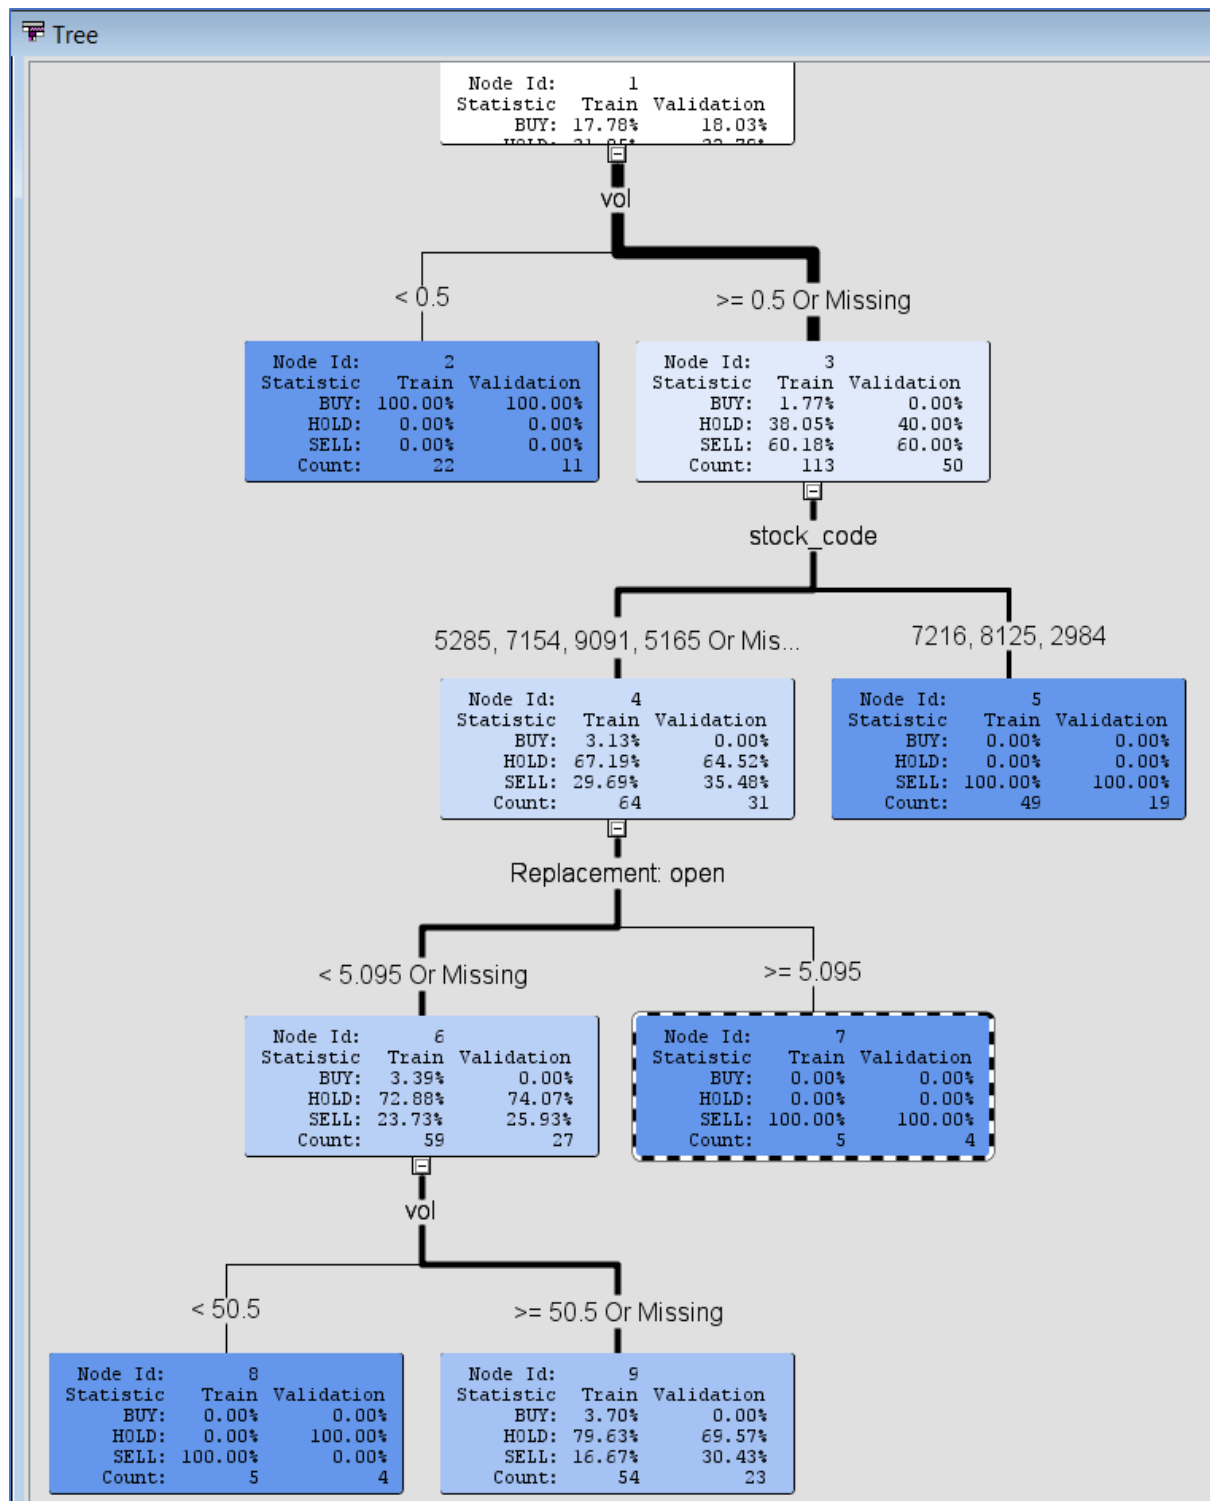 Tree
Node Id: 1
Statistic Train Validation
BUY: 17.78% 18.03%
vol
< 0.5
>= 0.5 Or Missing
Node Id: 2
Statistic Train Validation
BUY: 100.00% 100.00%
HOLD: 0.00% 0.00%
SELL: 0.00% 0.00%
Count: 22 11
Node Id: 3
Statistic Train Validation
BUY: 1.77% 0.00%
HOLD: 38.05% 40.00%
SELL: 60.18% 60.00%
Count: 113 50
stock_code
5285, 7154, 9091, 5165 Or Mis...
7216, 8125, 2984
Node Id: 4
Statistic Train Validation
BUY: 3.13% 0.00%
HOLD: 67.19% 64.52%
SELL: 29.69% 35.48%
Count: 64 31
Node Id: 5
Statistic Train Validation
BUY: 0.00% 0.00%
HOLD: 0.00% 0.00%
SELL: 100.00% 100.00%
Count: 49 19
Replacement: open
< 5.095 Or Missing
>= 5.095
Node Id: 6
Statistic Train Validation
BUY: 3.39% 0.00%
HOLD: 72.88% 74.07%
SELL: 23.73% 25.93%
Count: 59 27
Node Id: 7
Statistic Train Validation
BUY: 0.00% 0.00%
HOLD: 0.00% 0.00%
SELL: 100.00% 100.00%
Count: 5 4
vol
< 50.5
>= 50.5 Or Missing
Node Id: 8
Statistic Train Validation
BUY: 0.00% 0.00%
HOLD: 0.00% 100.00%
SELL: 100.00% 0.00%
Count: 5 4
Node Id: 9
Statistic Train Validation
BUY: 3.70% 0.00%
HOLD: 79.63% 69.57%
SELL: 16.67% 30.43%
Count: 54 23